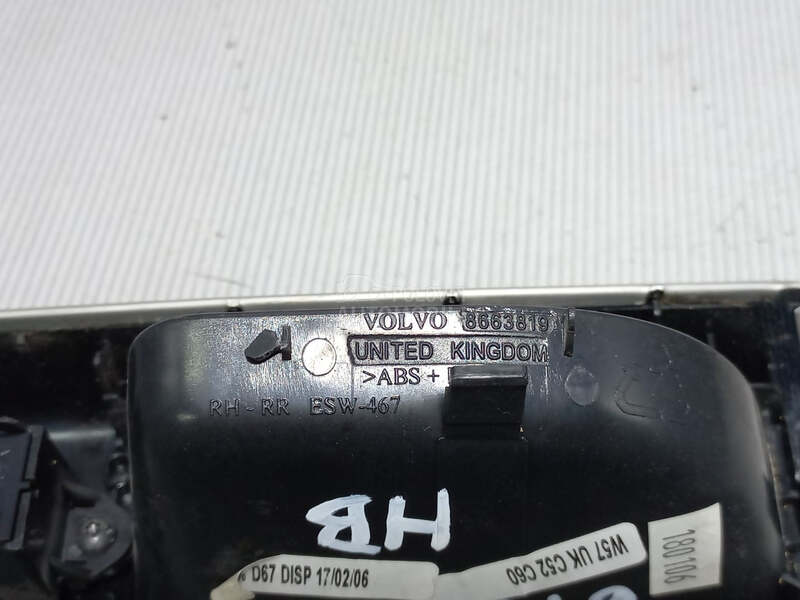 VOLVO 8663819
UNITED KINGDOM
>ABS+
RH-RR ESW-467
HB
D67 DISP 17/02/06
W57 UK C52 C60
1801106